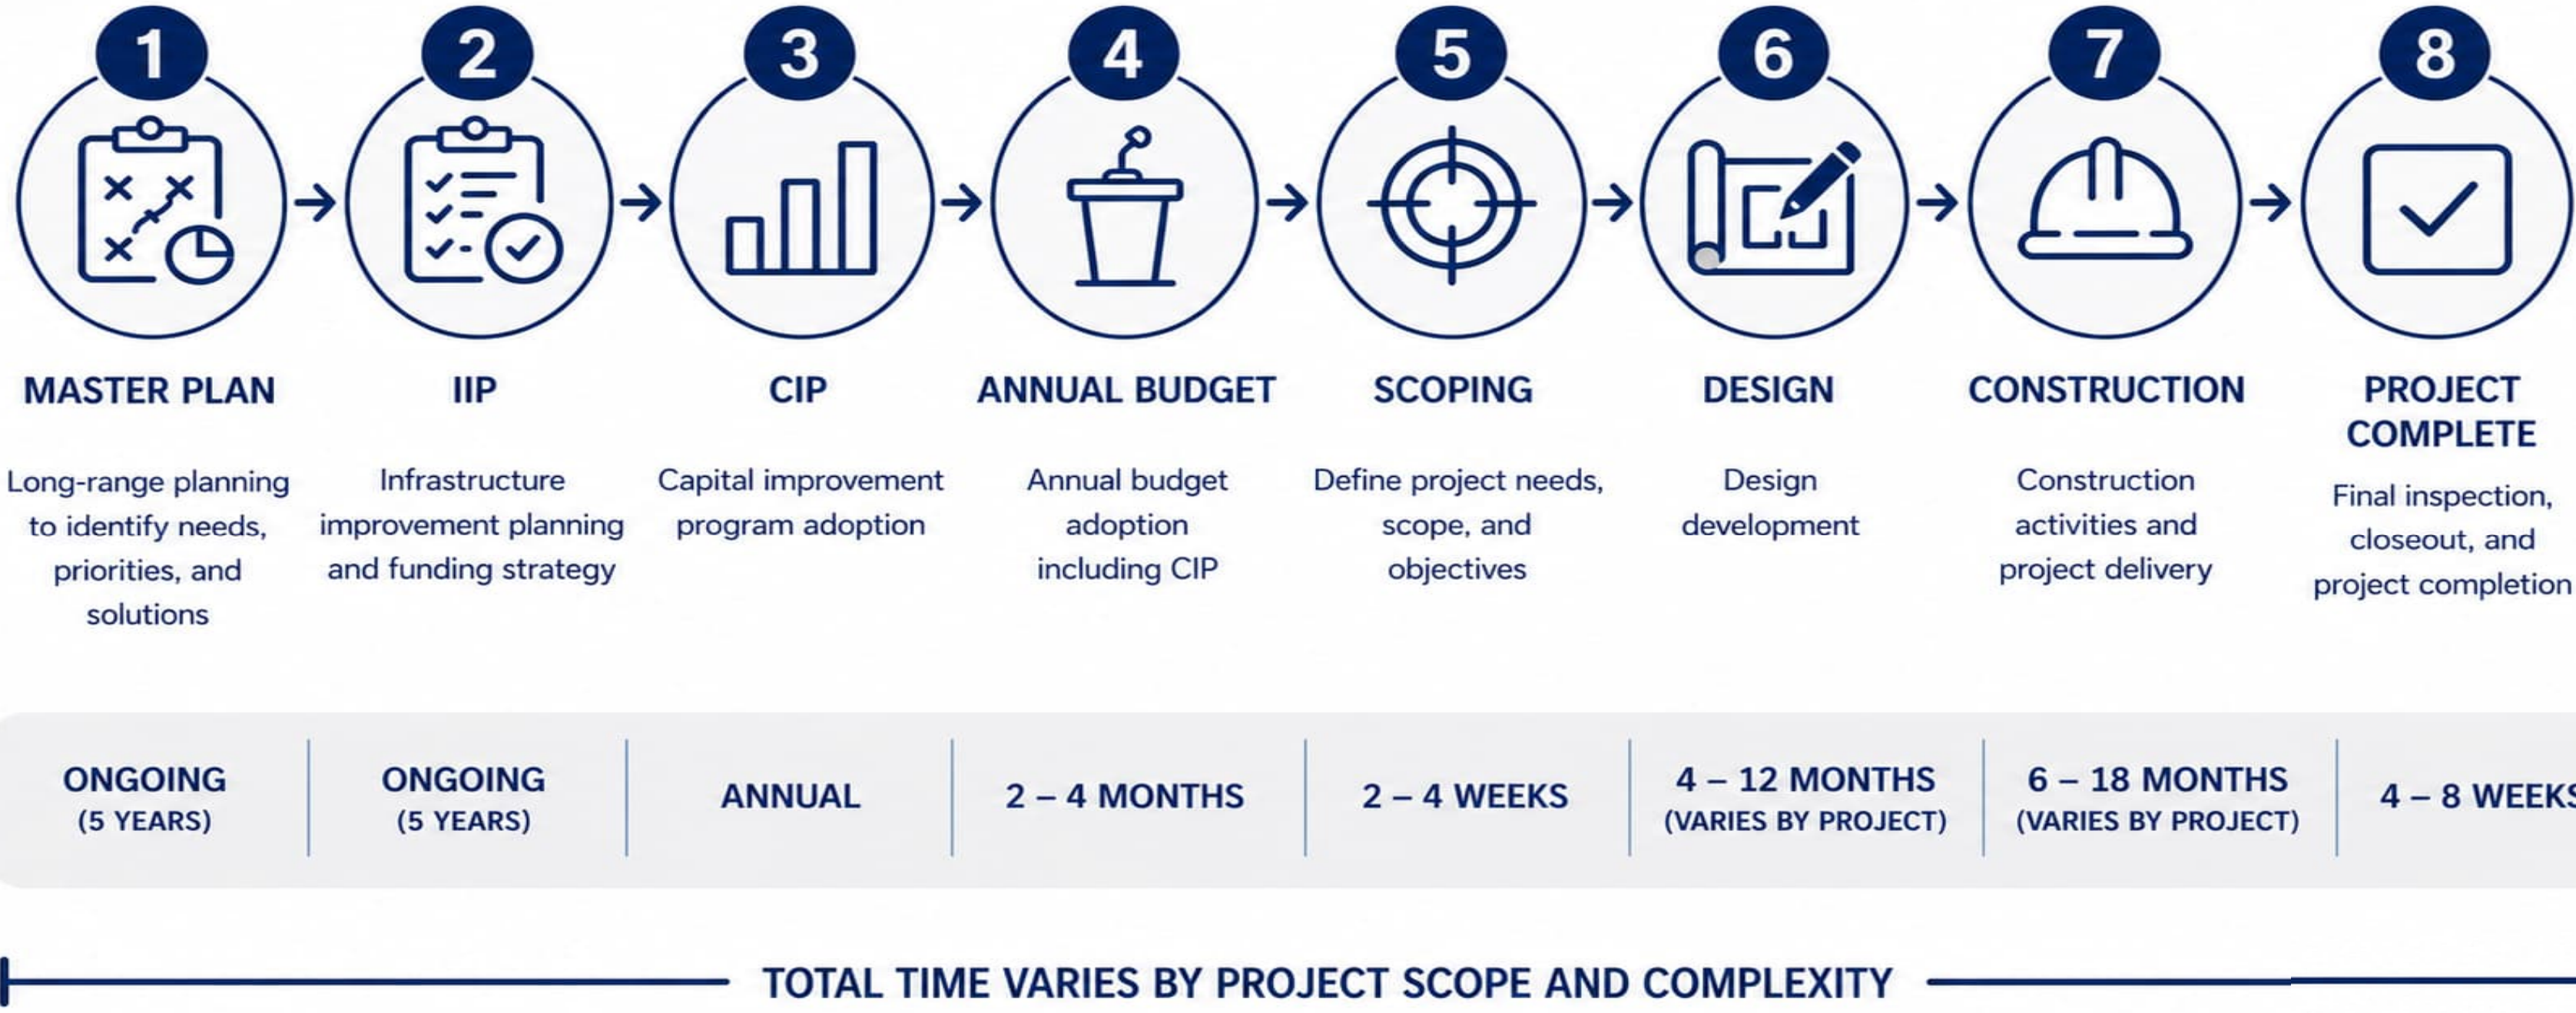 1
2
3
4
5
6
7
8
MASTER PLAN
IIP
CIP
ANNUAL BUDGET
SCOPING
DESIGN
CONSTRUCTION
PROJECT
COMPLETE
Long-range planning
to identify needs,
priorities, and
solutions
Infrastructure
improvement planning
and funding strategy
Capital improvement
program adoption
Annual budget
adoption
including CIP
Define project needs,
scope, and
objectives
Design
development
Construction
activities and
project delivery
Final inspection,
closeout, and
project completion
ONGOING
(5 YEARS)
ONGOING
(5 YEARS)
ANNUAL
2 – 4 MONTHS
2 – 4 WEEKS
4 – 12 MONTHS
(VARIES BY PROJECT)
6 – 18 MONTHS
(VARIES BY PROJECT)
4 – 8 WEEKS
TOTAL TIME VARIES BY PROJECT SCOPE AND COMPLEXITY